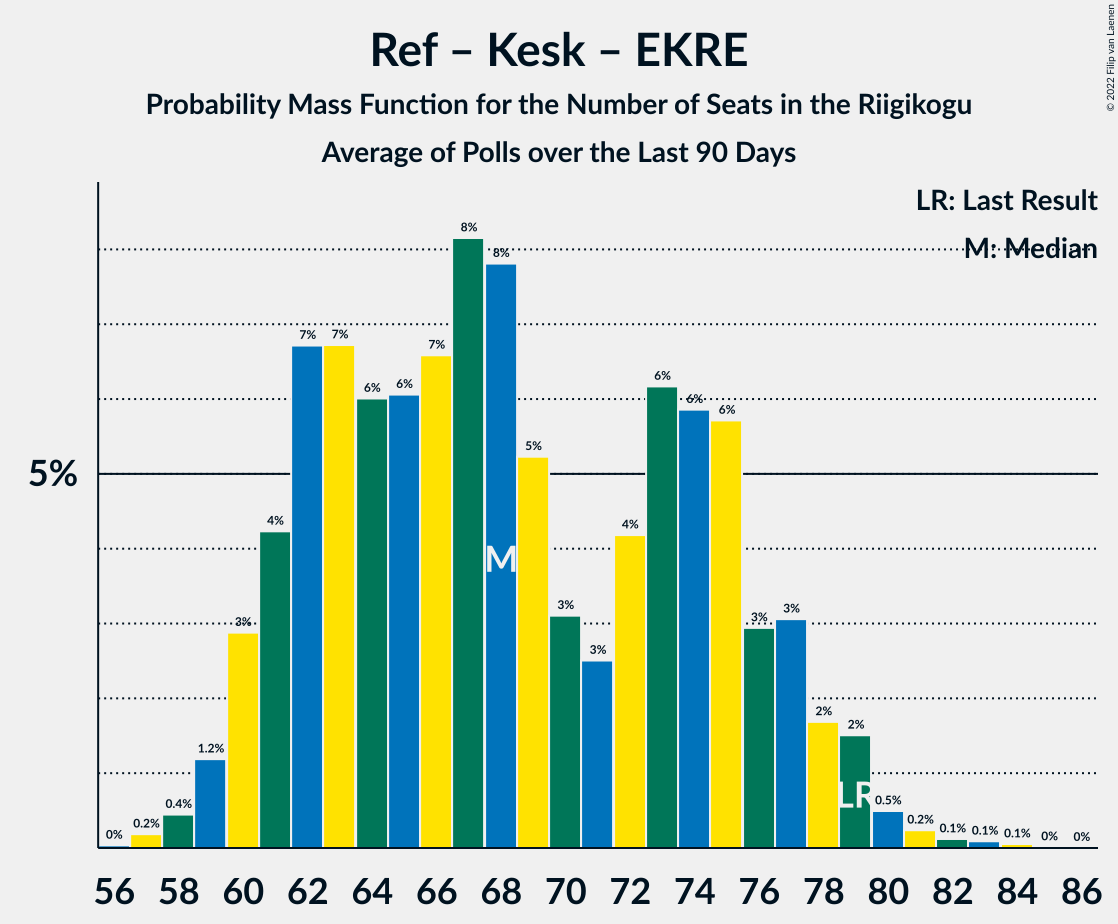 Ref – Kesk – EKRE
Probability Mass Function for the Number of Seats in the Riigikogu
Average of Polls over the Last 90 Days
© 2022 Filip van Laenen
LR: Last Result
M: Median
5%
0% 0.2% 0.4% 1.2% 3% 4% 7% 7% 6% 6% 7% 8% 8% 5% 3% 3% 4% 6% 6% 6% 3% 3% 2% 2% 0.5% 0.2% 0.1% 0.1% 0.1% 0% 0%
M
LR
56 58 60 62 64 66 68 70 72 74 76 78 80 82 84 86